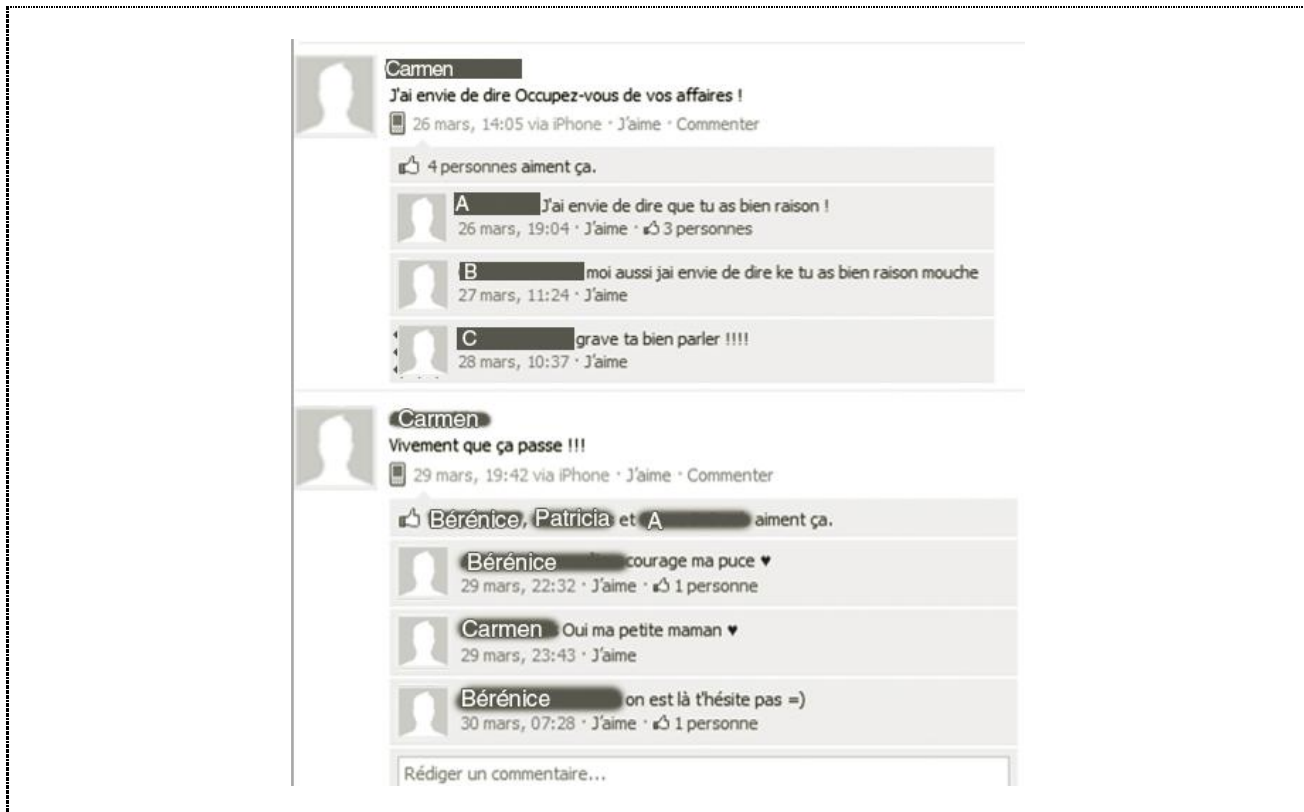 Carmen
J'ai envie de dire Occupez-vous de vos affaires !
26 mars, 14:05 via iPhone · J'aime · Commenter
4 personnes aiment ça.
A J'ai envie de dire que tu as bien raison !
26 mars, 19:04 · J'aime · 3 personnes
B moi aussi jai envie de dire ke tu as bien raison mouche
27 mars, 11:24 · J'aime
C grave ta bien parler !!!!
28 mars, 10:37 · J'aime
Carmen
Vivement que ça passe !!!
29 mars, 19:42 via iPhone · J'aime · Commenter
Bérénice, Patricia et A aiment ça.
Bérénice courage ma puce ♥
29 mars, 22:32 · J'aime · 1 personne
Carmen Oui ma petite maman ♥
29 mars, 23:43 · J'aime
Bérénice on est là t'hésite pas =)
30 mars, 07:28 · J'aime · 1 personne
Rédiger un commentaire...